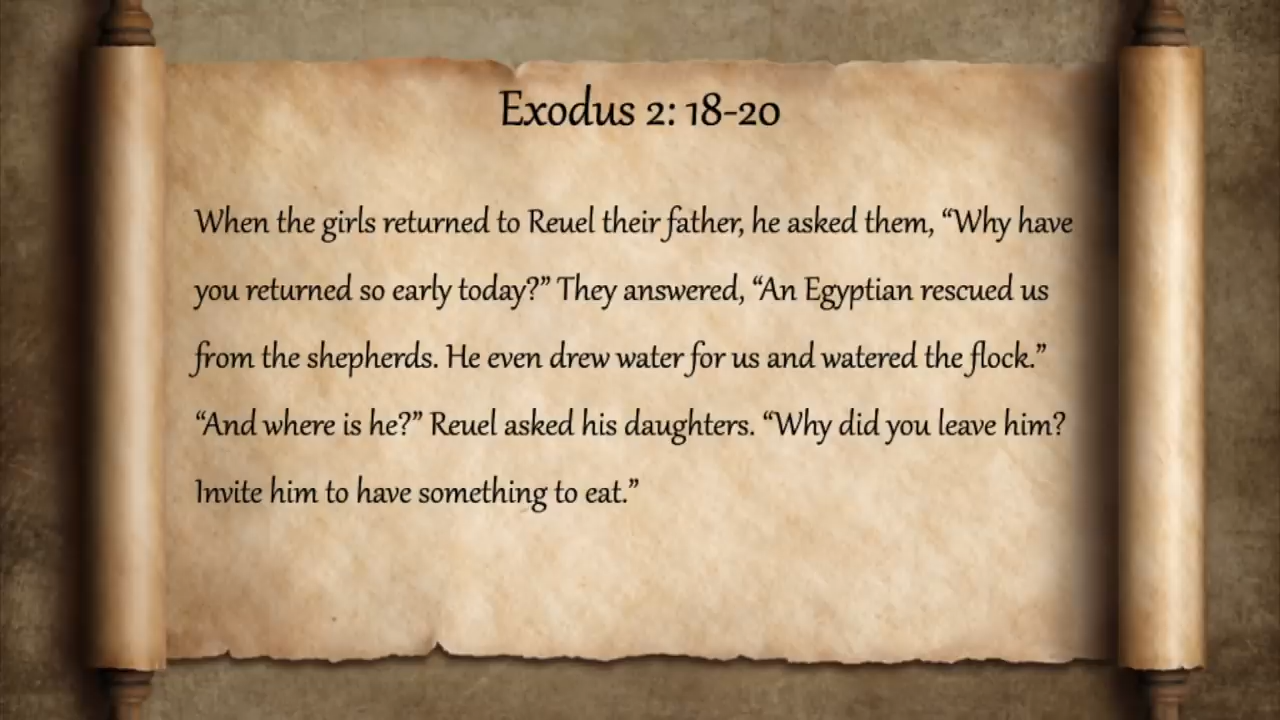 Exodus 2: 18-20
When the girls returned to Reuel their father, he asked them, “Why have
you returned so early today?” They answered, “An Egyptian rescued us
from the shepherds. He even drew water for us and watered the flock.”
“And where is he?” Reuel asked his daughters. “Why did you leave him?
Invite him to have something to eat.”